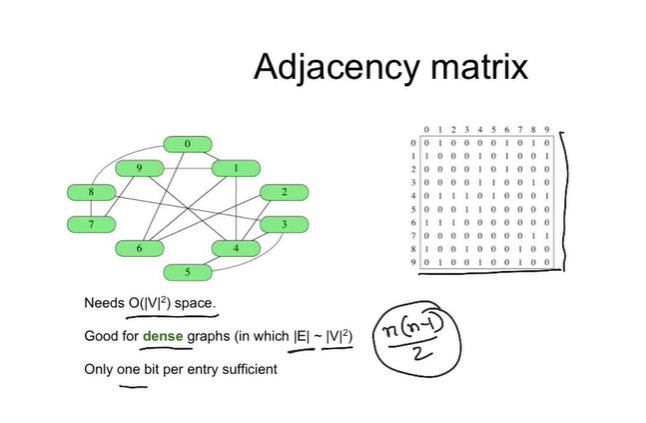 Adjacency matrix
0
9
1
8
2
7
3
6
4
5
0 1 2 3 4 5 6 7 8 9
0 0 1 0 0 0 0 1 0 1 0
1 1 0 0 0 1 0 1 0 0 1
2 0 0 0 0 1 0 1 0 0 0
3 0 0 0 0 1 1 0 0 1 0
4 0 1 1 1 0 1 0 0 0 1
5 0 0 0 1 1 0 0 0 0 0
6 1 1 1 0 0 0 0 0 0 0
7 0 0 0 0 0 0 0 0 1 1
8 1 0 0 1 0 0 0 1 0 0
9 0 1 0 0 1 0 0 1 0 0
Needs O(|V|²) space.
Good for dense graphs (in which |E| ~ |V|²)
Only one bit per entry sufficient
n(n-1)
2